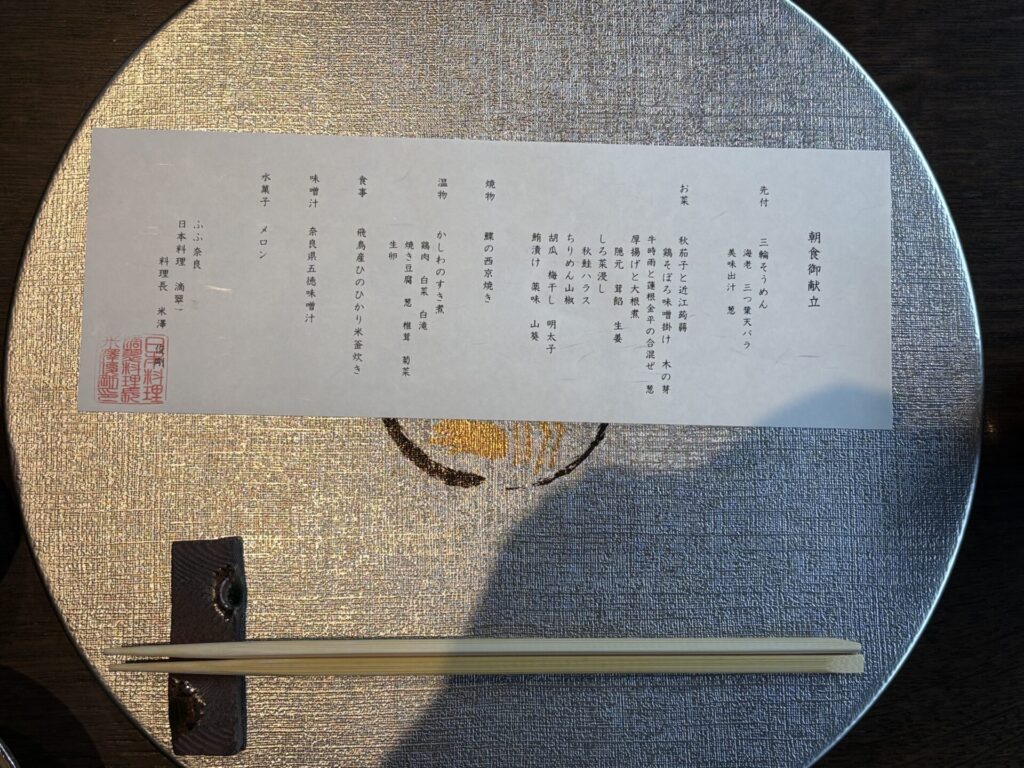 朝食御献立
先付 三輪そうめん
海老 三つ葉天バラ
美味出汁 葱
お菜 秋茄子と近江蒟蒻
鶏そぼろ味噌掛け 木の芽
牛時雨と蓮根金平の合混ぜ 葱
厚揚げと大根煮
隠元 茸餡 生姜
しろ菜浸し
秋鮭ハラス
ちりめん山椒
胡瓜 梅干し 明太子
鮪漬け 薬味 山葵
焼物 鰈の西京焼き
温物 かしわのすき煮
鶏肉 白菜 白滝
焼き豆腐 葱 椎茸 菊菜
生卵
食事 飛鳥産ひのひかり米釜炊き
味噌汁 奈良県五徳味噌汁
水菓子 メロン
ふふ奈良
日本料理 滴翠
料理長 米澤